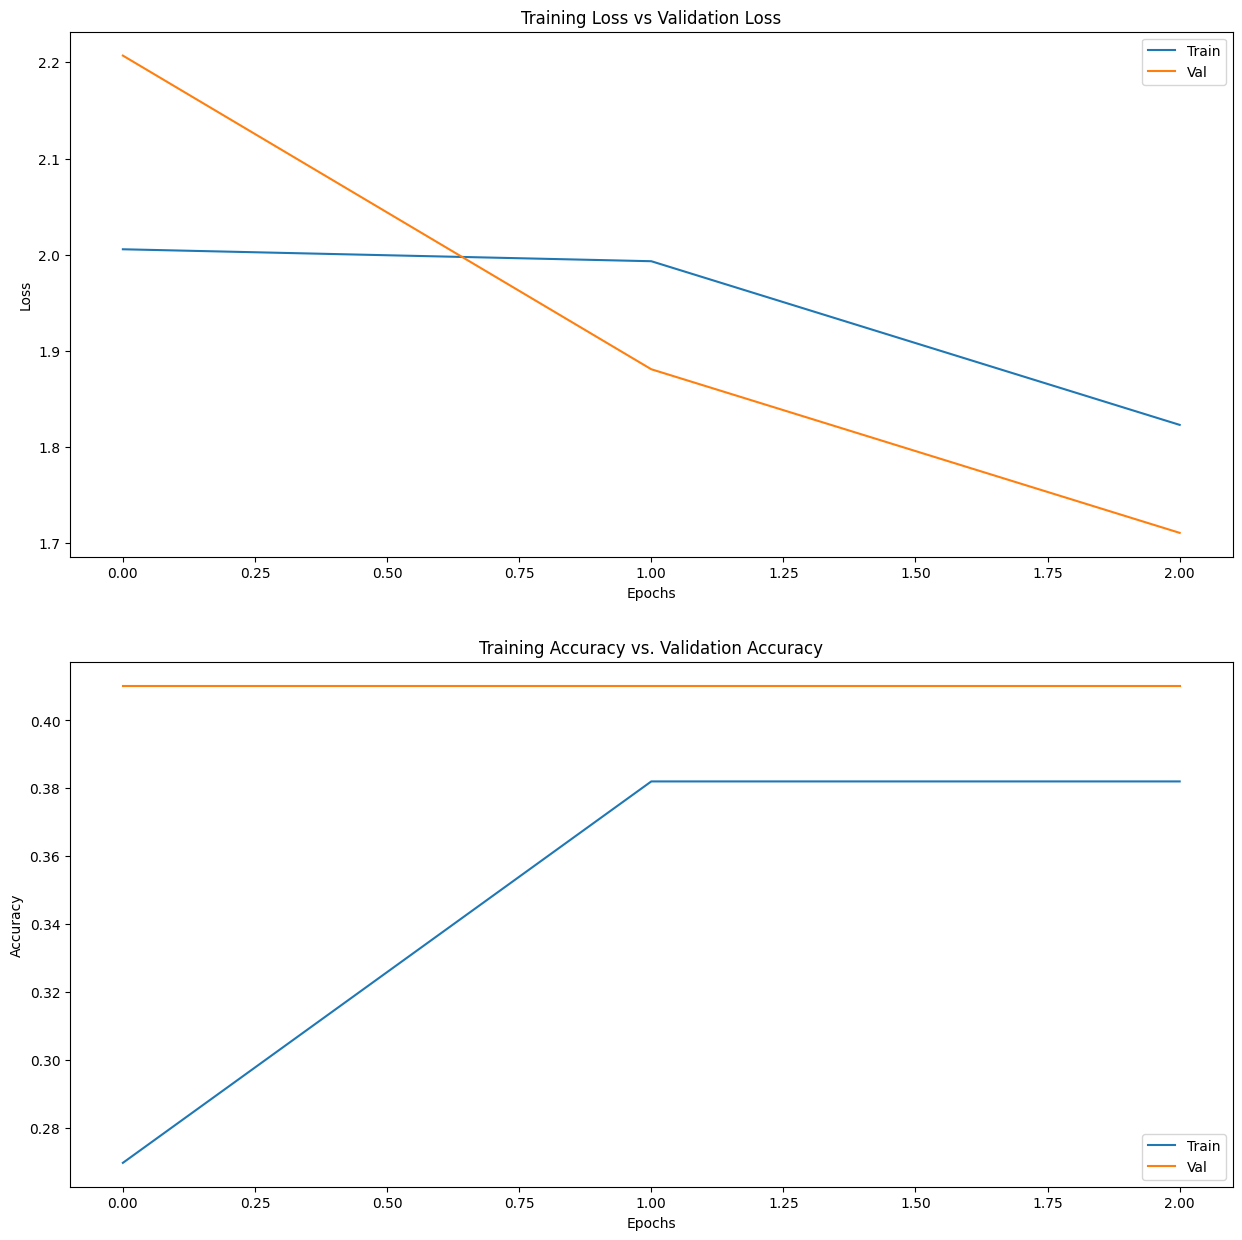 Training Loss vs Validation Loss
Train
Val
2.2
2.1
2.0
1.9
1.8
1.7
Loss
0.00 0.25 0.50 0.75 1.00 1.25 1.50 1.75 2.00
Epochs
Training Accuracy vs. Validation Accuracy
0.40
0.38
0.36
0.34
0.32
0.30
0.28
Accuracy
Train
Val
0.00 0.25 0.50 0.75 1.00 1.25 1.50 1.75 2.00
Epochs